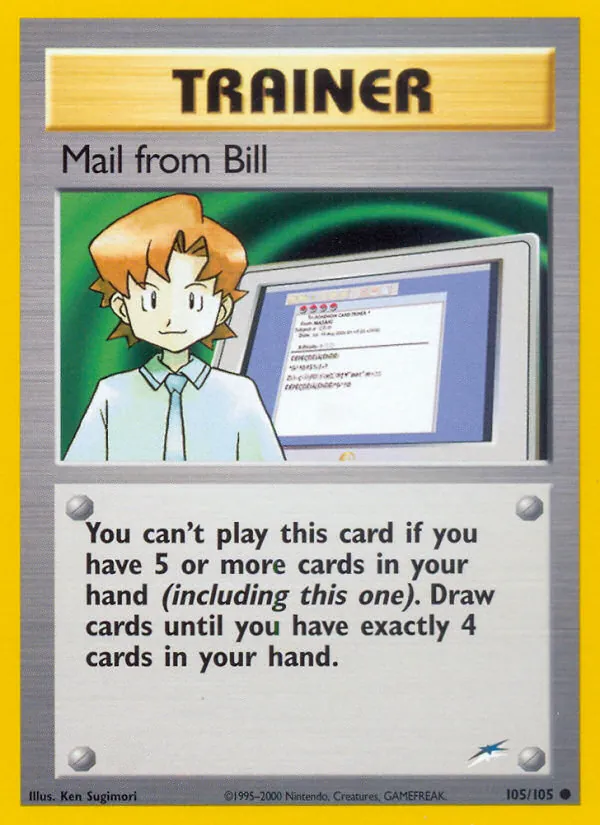 TRAINER
Mail from Bill
You can't play this card if you
have 5 or more cards in your
hand (including this one). Draw
cards until you have exactly 4
cards in your hand.
Illus. Ken Sugimori
©1995–2000 Nintendo, Creatures, GAMEFREAK.
105/105